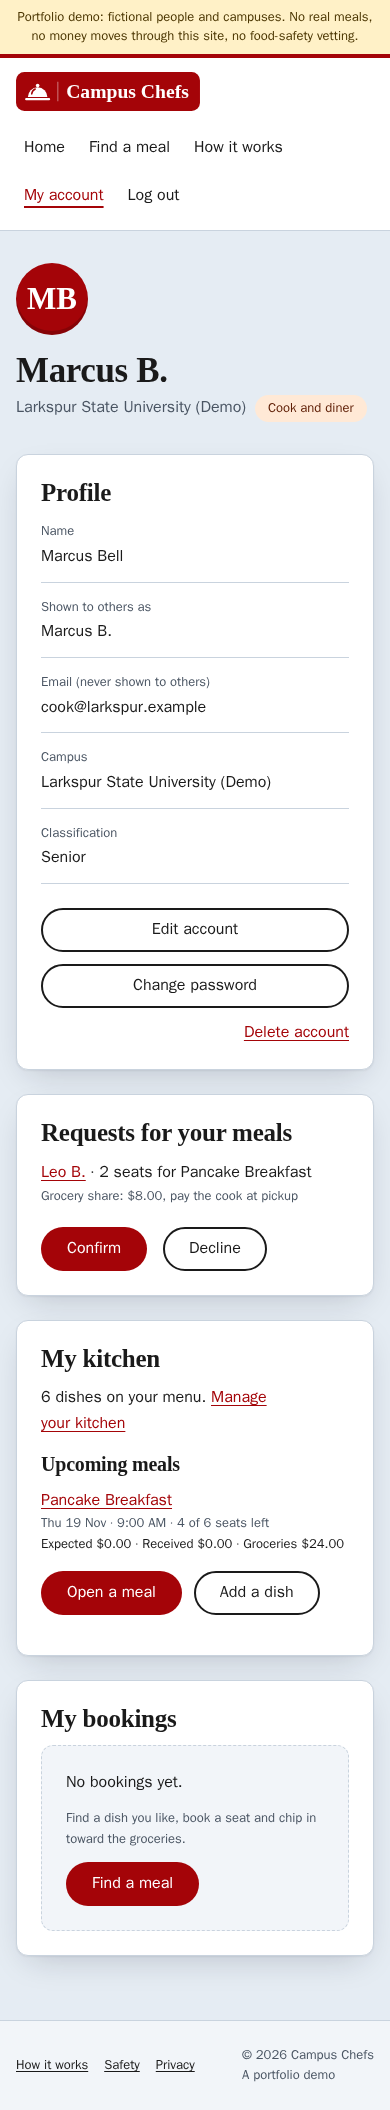 Portfolio demo: fictional people and campuses. No real meals,
no money moves through this site, no food-safety vetting.
Campus Chefs
Home Find a meal How it works
My account Log out
MB
Marcus B.
Larkspur State University (Demo) Cook and diner
Profile
Name
Marcus Bell
Shown to others as
Marcus B.
Email (never shown to others)
cook@larkspur.example
Campus
Larkspur State University (Demo)
Classification
Senior
Edit account
Change password
Delete account
Requests for your meals
Leo B. · 2 seats for Pancake Breakfast
Grocery share: $8.00, pay the cook at pickup
Confirm Decline
My kitchen
6 dishes on your menu. Manage
your kitchen
Upcoming meals
Pancake Breakfast
Thu 19 Nov · 9:00 AM · 4 of 6 seats left
Expected $0.00 · Received $0.00 · Groceries $24.00
Open a meal Add a dish
My bookings
No bookings yet.
Find a dish you like, book a seat and chip in
toward the groceries.
Find a meal
How it works Safety Privacy
© 2026 Campus Chefs
A portfolio demo